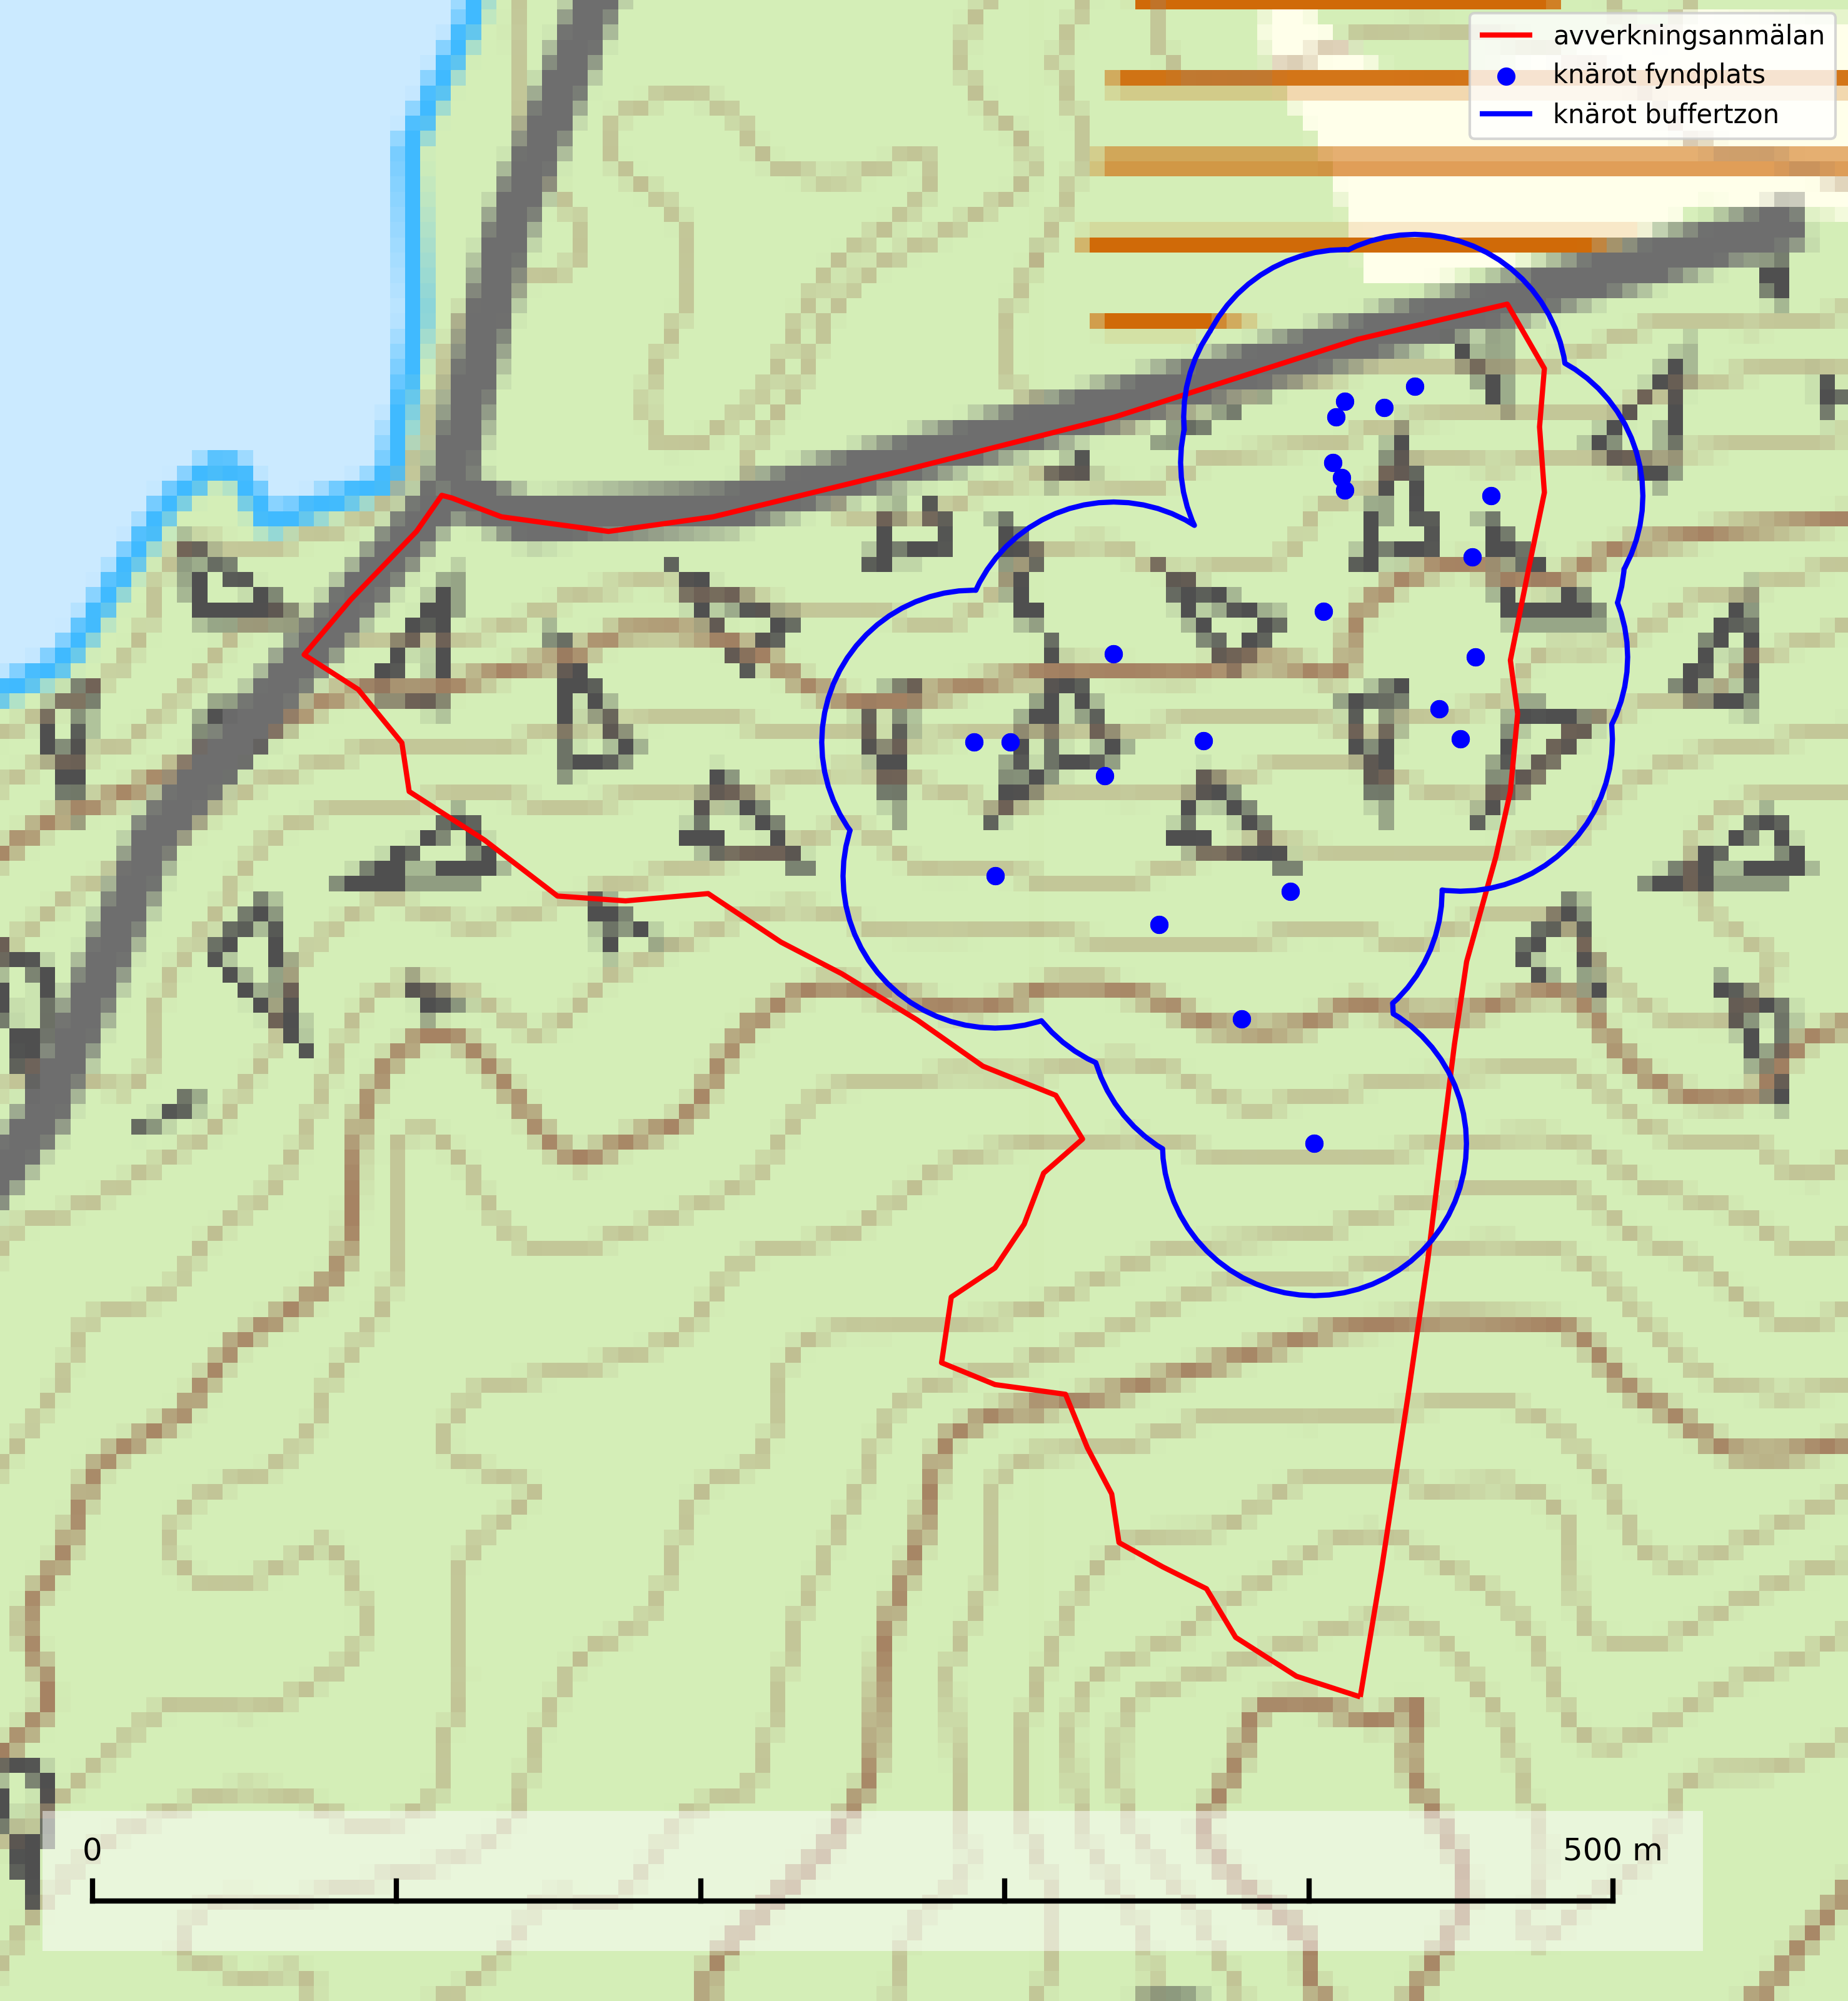 avverkningsanmälan
knärot fyndplats
knärot buffertzon
0
500 m